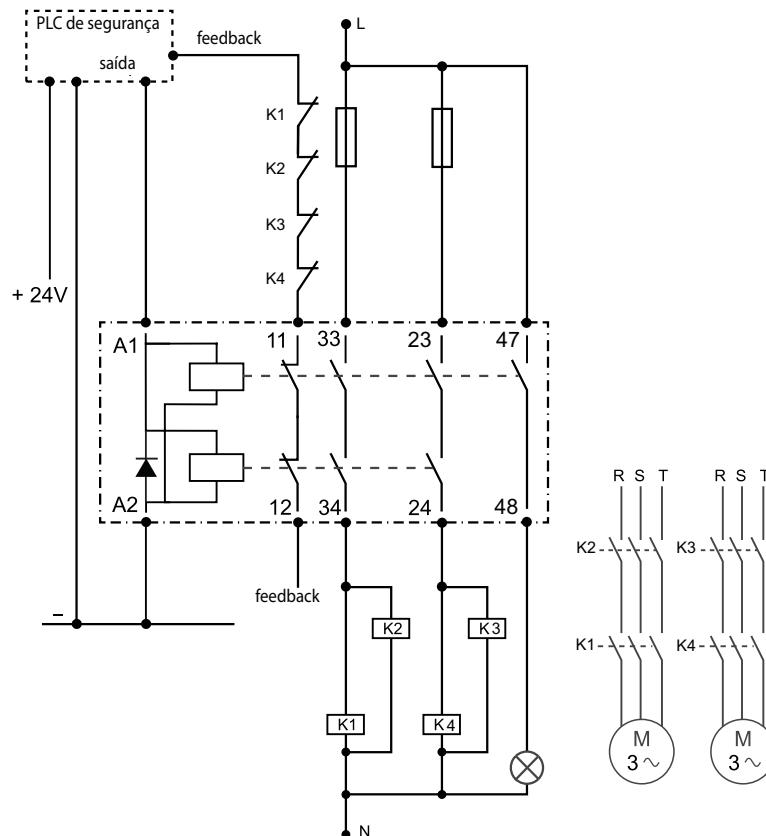 PLC de segurança
saída
feedback
L
K1
K2
K3
K4
+ 24V
A1
11
33
23
47
A2
12
34
24
48
feedback
–
K2
K3
K1
K4
N
R S T
R S T
K2
K3
K1
K4
M
3 ~
M
3 ~